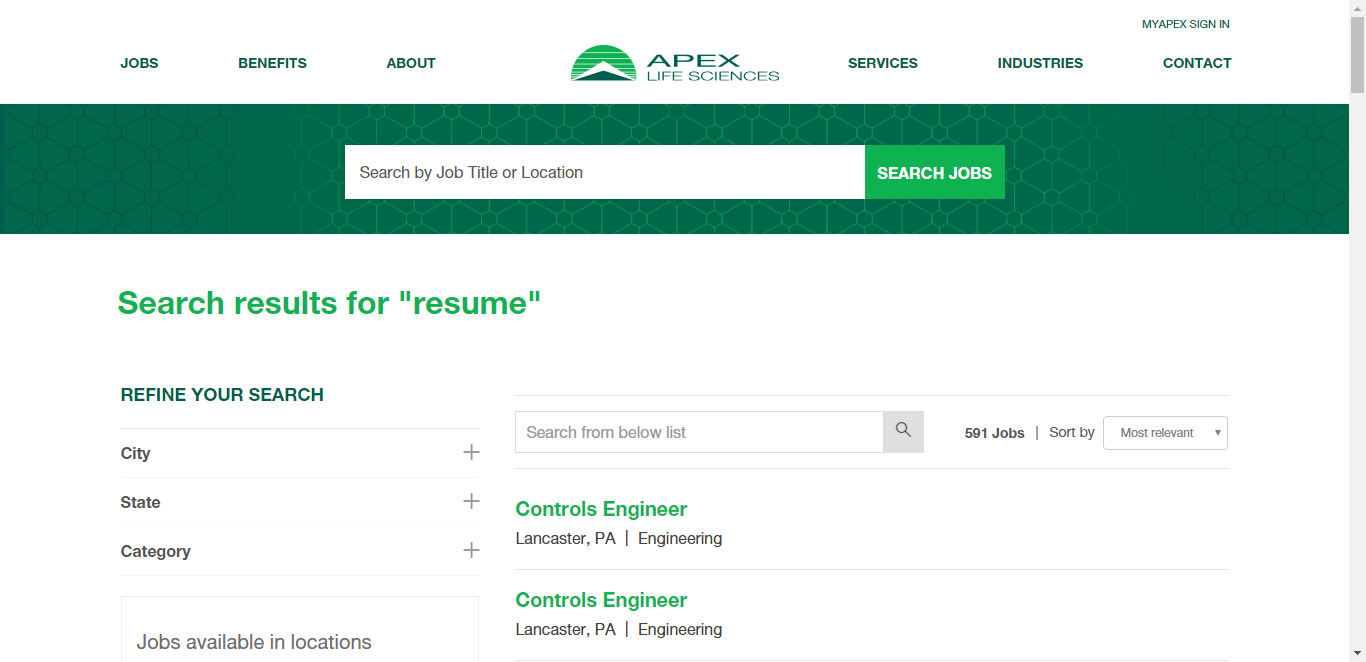 MYAPEX SIGN IN
JOBS BENEFITS ABOUT APEX LIFE SCIENCES SERVICES INDUSTRIES CONTACT
Search by Job Title or Location SEARCH JOBS
Search results for "resume"
REFINE YOUR SEARCH
City
State
Category
Jobs available in locations
Search from below list
591 Jobs | Sort by Most relevant
Controls Engineer
Lancaster, PA | Engineering
Controls Engineer
Lancaster, PA | Engineering